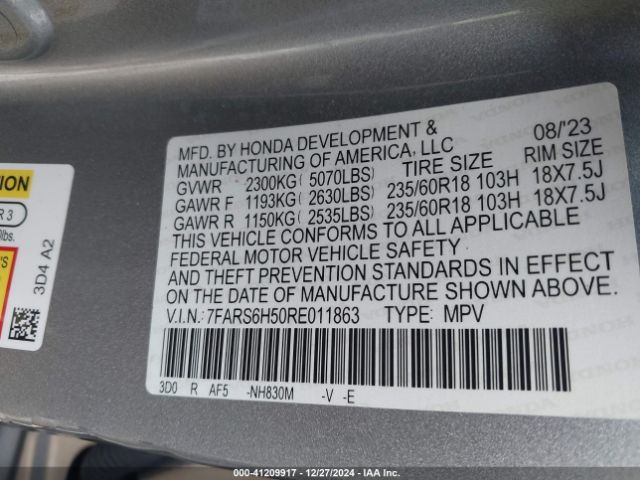 MFD. BY HONDA DEVELOPMENT & 08/'23
MANUFACTURING OF AMERICA, LLC
TIRE SIZE RIM SIZE
GVWR 2300KG ( 5070LBS)
GAWR F 1193KG ( 2630LBS) 235/60R18 103H 18X7.5J
GAWR R 1150KG ( 2535LBS) 235/60R18 103H 18X7.5J
THIS VEHICLE CONFORMS TO ALL APPLICABLE
FEDERAL MOTOR VEHICLE SAFETY
AND THEFT PREVENTION STANDARDS IN EFFECT
ON THE DATE OF MANUFACTURE SHOWN ABOVE.
V.I.N.: 7FARS6H50RE011863 TYPE: MPV
3D0 R AF5 -NH830M -V -E
TION
R 3
lbs.
'S
3D4 A2
000-41209917 - 12/27/2024 - IAA Inc.